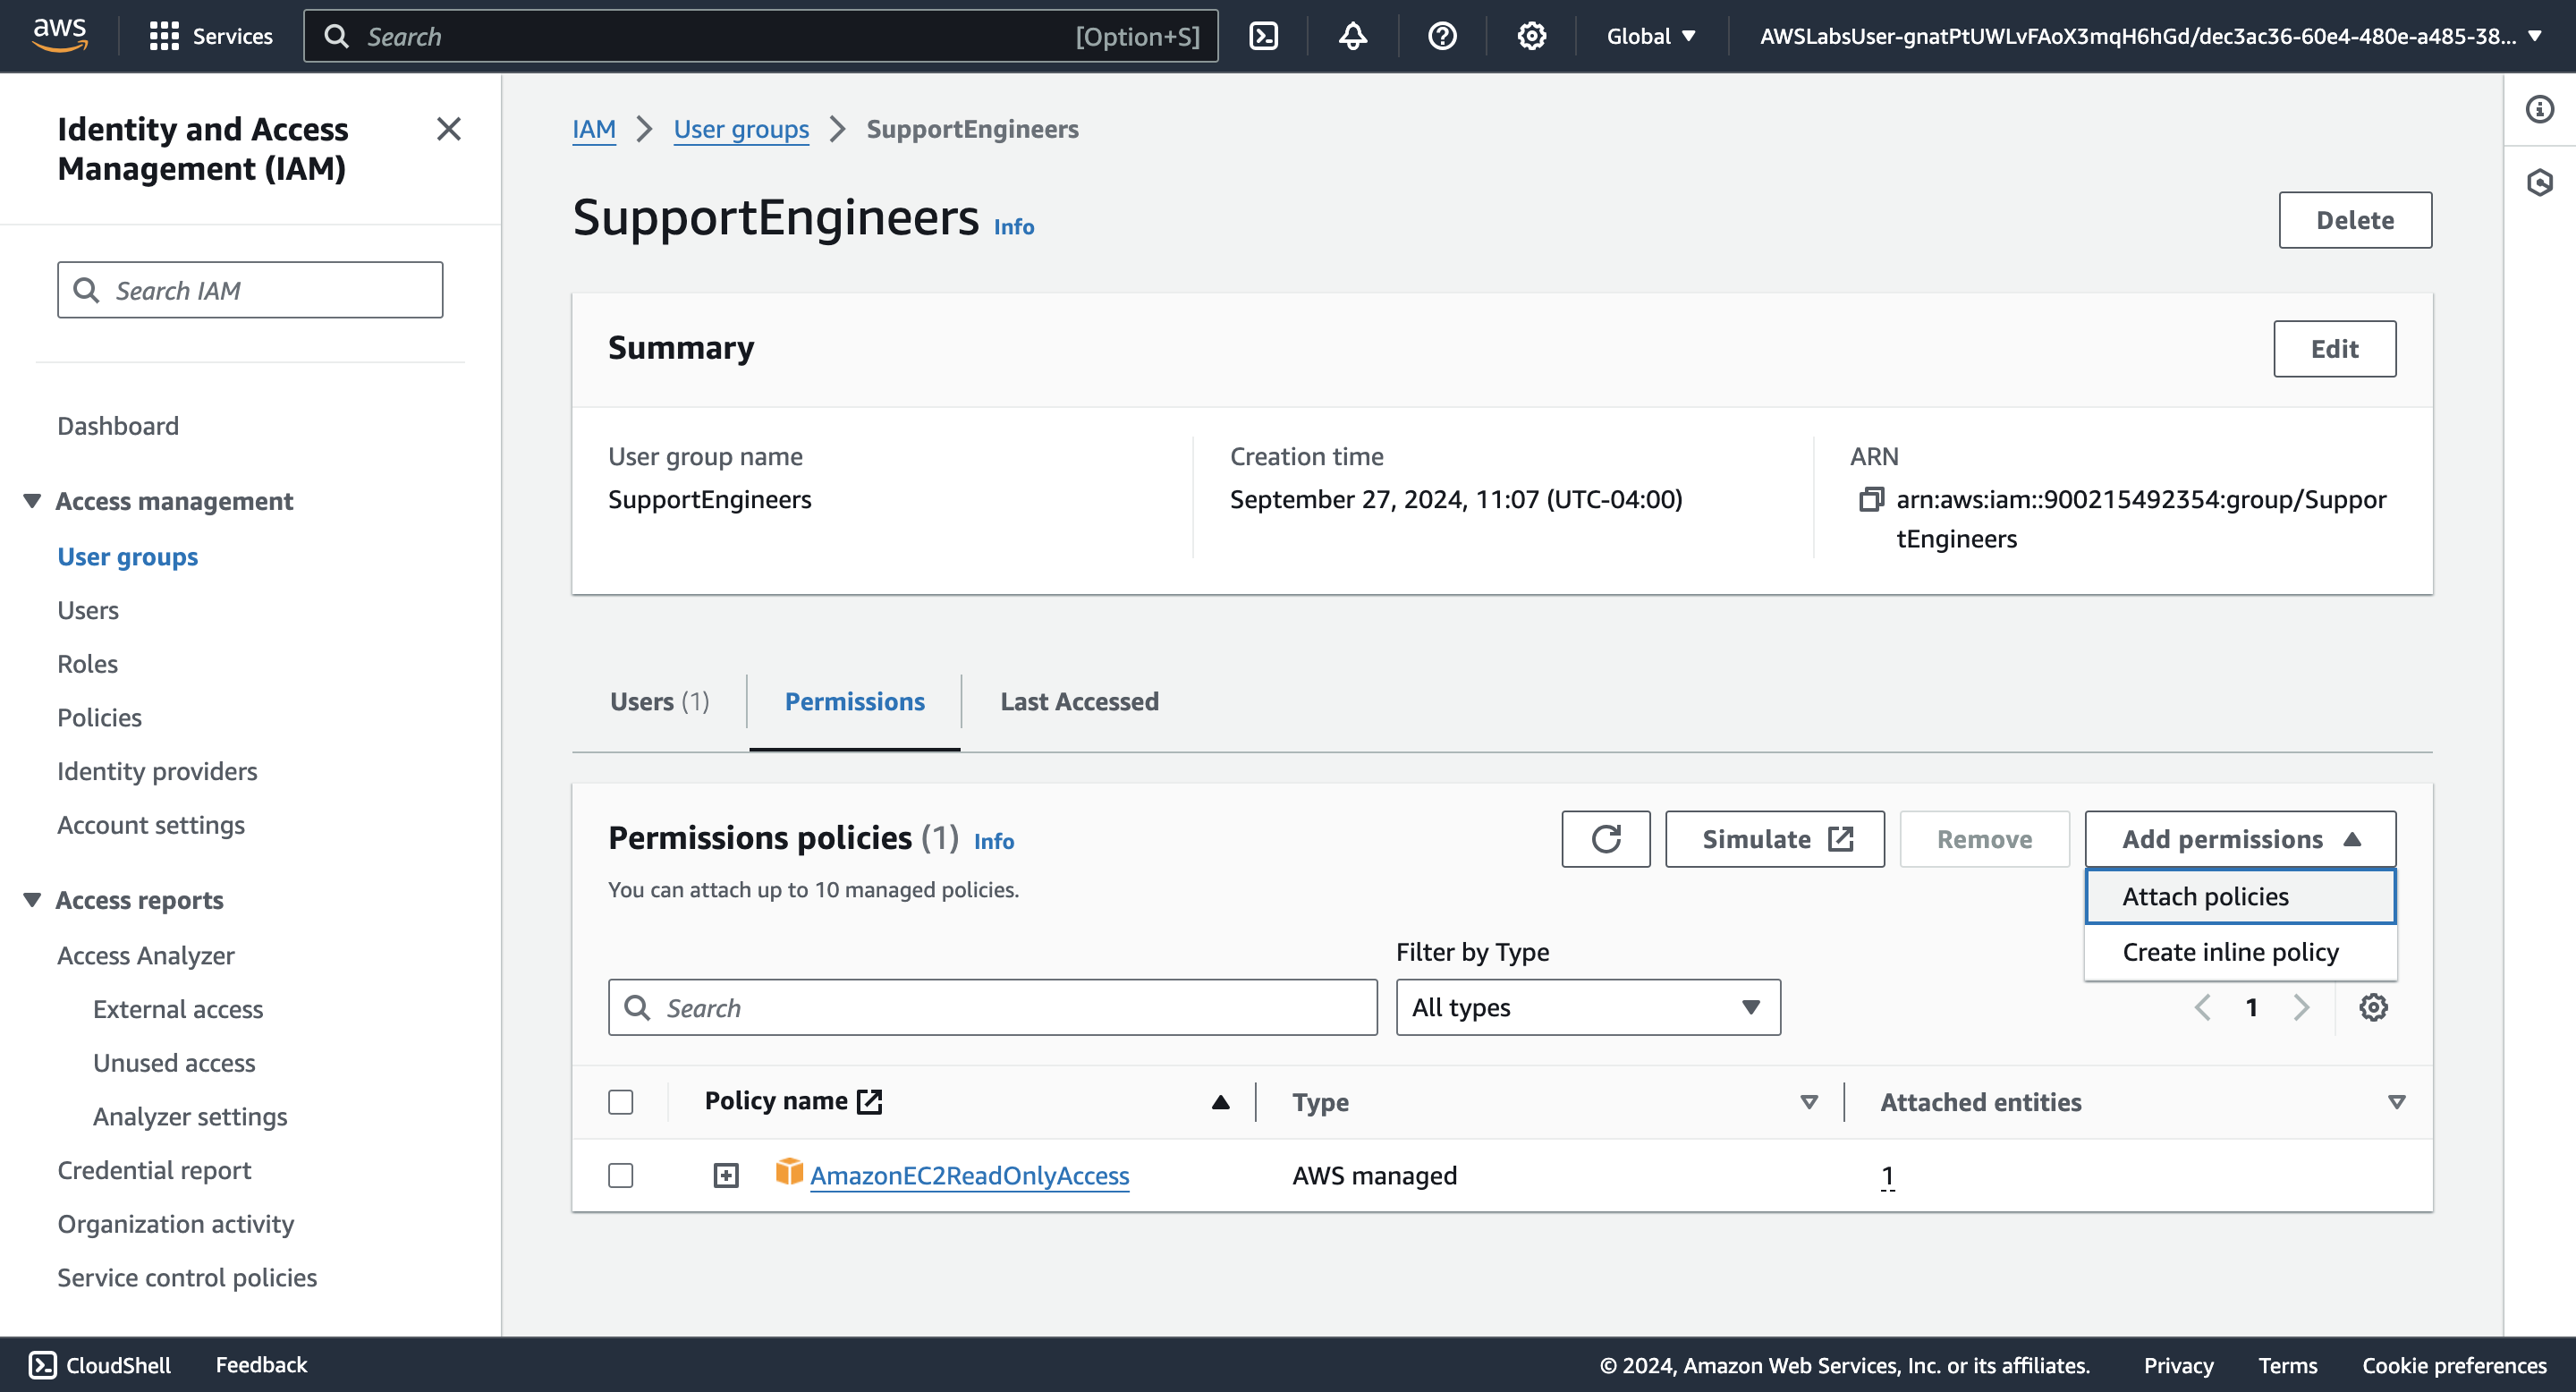 aws
Services
Search
[Option+S]
Global
AWSLabsUser-gnatPtUWLvFAoX3mqH6hGd/dec3ac36-60e4-480e-a485-38...
Identity and Access
Management (IAM)
Search IAM
Dashboard
Access management
User groups
Users
Roles
Policies
Identity providers
Account settings
Access reports
Access Analyzer
External access
Unused access
Analyzer settings
Credential report
Organization activity
Service control policies
IAM > User groups > SupportEngineers
SupportEngineers Info
Delete
Summary
Edit
User group name
SupportEngineers
Creation time
September 27, 2024, 11:07 (UTC-04:00)
ARN
arn:aws:iam::900215492354:group/Suppor
tEngineers
Users (1)
Permissions
Last Accessed
Permissions policies (1) Info
You can attach up to 10 managed policies.
Simulate
Remove
Add permissions
Attach policies
Create inline policy
Filter by Type
Search
All types
1
Policy name
Type
Attached entities
AmazonEC2ReadOnlyAccess
AWS managed
1
CloudShell
Feedback
© 2024, Amazon Web Services, Inc. or its affiliates.
Privacy
Terms
Cookie preferences